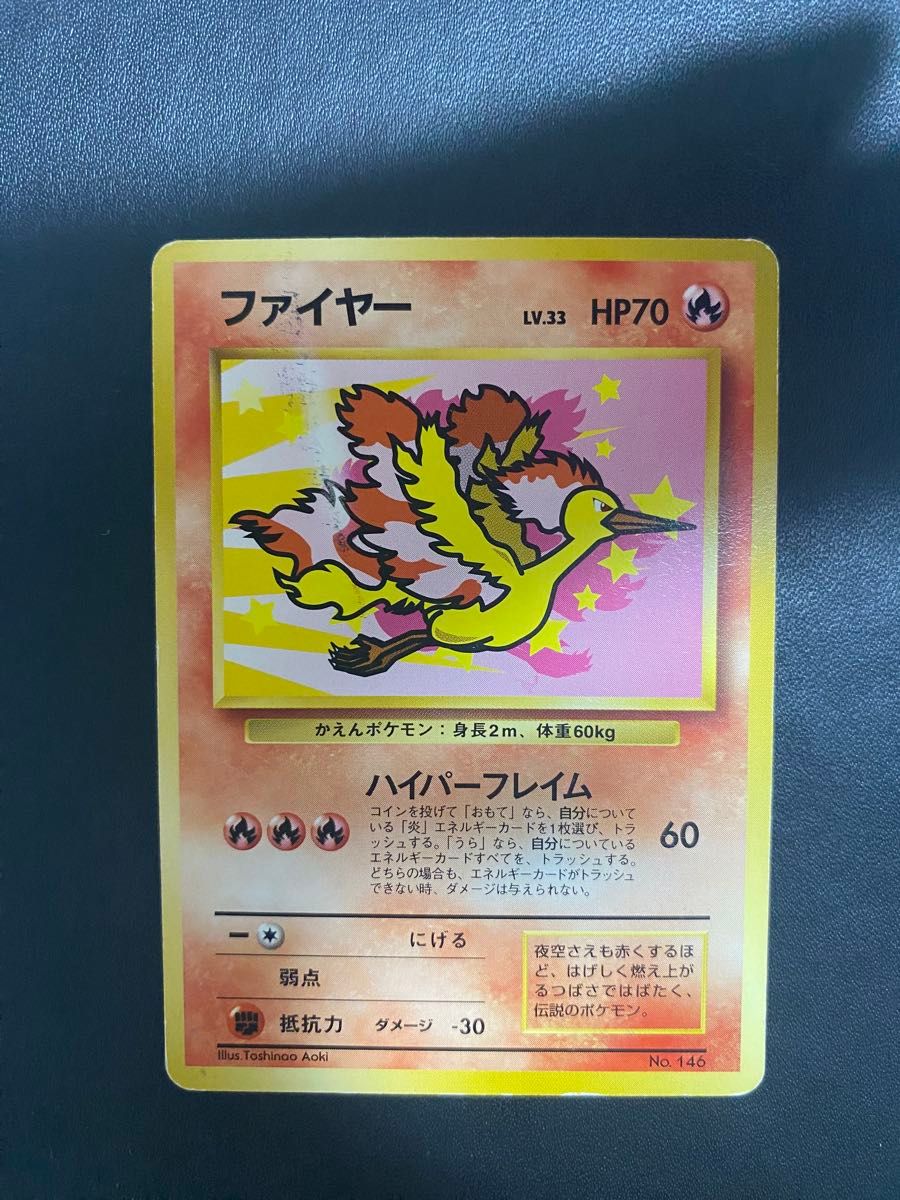 ファイヤー LV.33 HP70
かえんポケモン：身長2m、体重60kg
ハイパーフレイム
コインを投げて「おもて」なら、自分について
いる「炎」エネルギーカードを1枚選び、トラ
ッシュする。「うら」なら、自分についている
エネルギーカードすべてを、トラッシュする。
どちらの場合も、エネルギーカードがトラッシュ
できない時、ダメージは与えられない。
60
ー にげる
弱点
抵抗力 ダメージ -30
夜空さえも赤くするほ
ど、はげしく燃え上が
るつばさではばたく、
伝説のポケモン。
Illus.Toshinao Aoki
No. 146